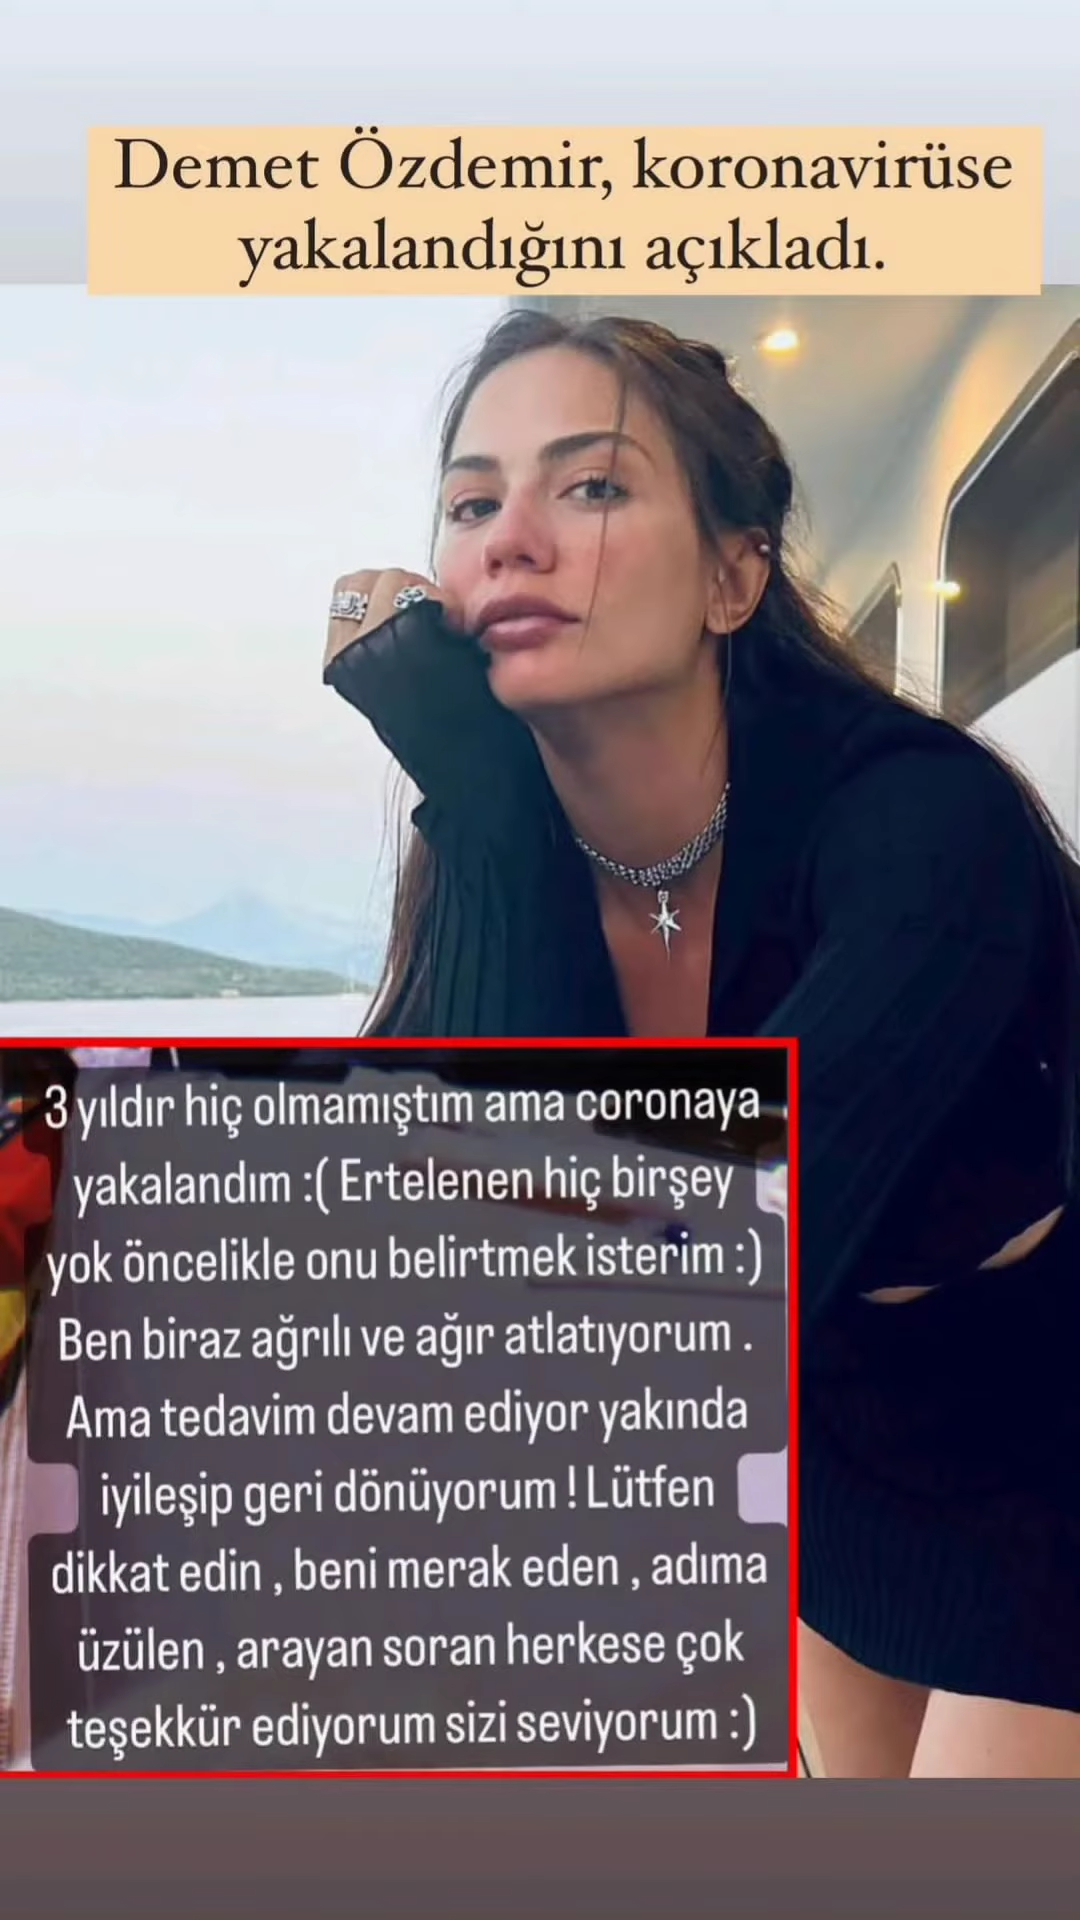 Demet Özdemir, koronavirüse
yakalandığını açıkladı.
3 yıldır hiç olmamıştım ama coronaya
yakalandım :( Ertelenen hiç birşey
yok öncelikle onu belirtmek isterim :)
Ben biraz ağrılı ve ağır atlatıyorum .
Ama tedavim devam ediyor yakında
iyileşip geri dönüyorum ! Lütfen
dikkat edin , beni merak eden , adıma
üzülen , arayan soran herkese çok
teşekkür ediyorum sizi seviyorum :)